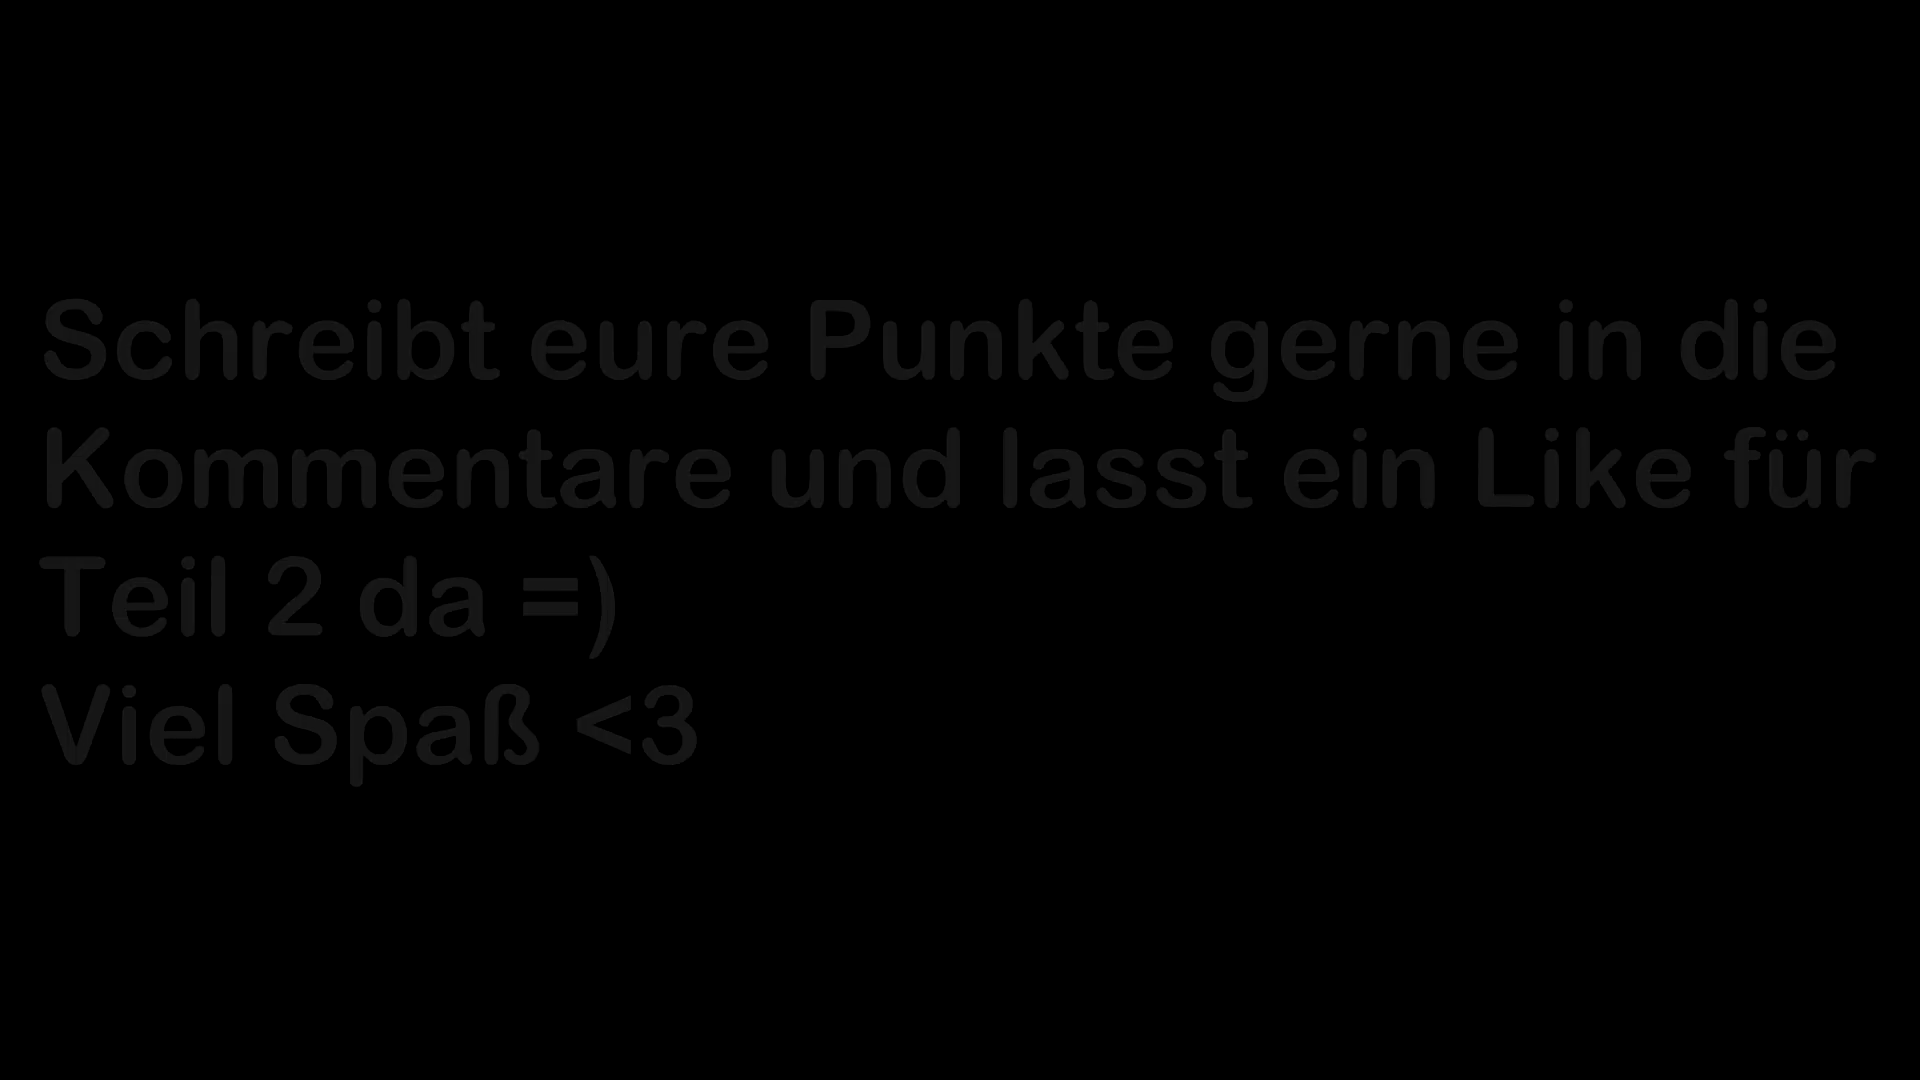 Schreibt eure Punkte gerne in die
Kommentare und lasst ein Like für
Teil 2 da =)
Viel Spaß <3